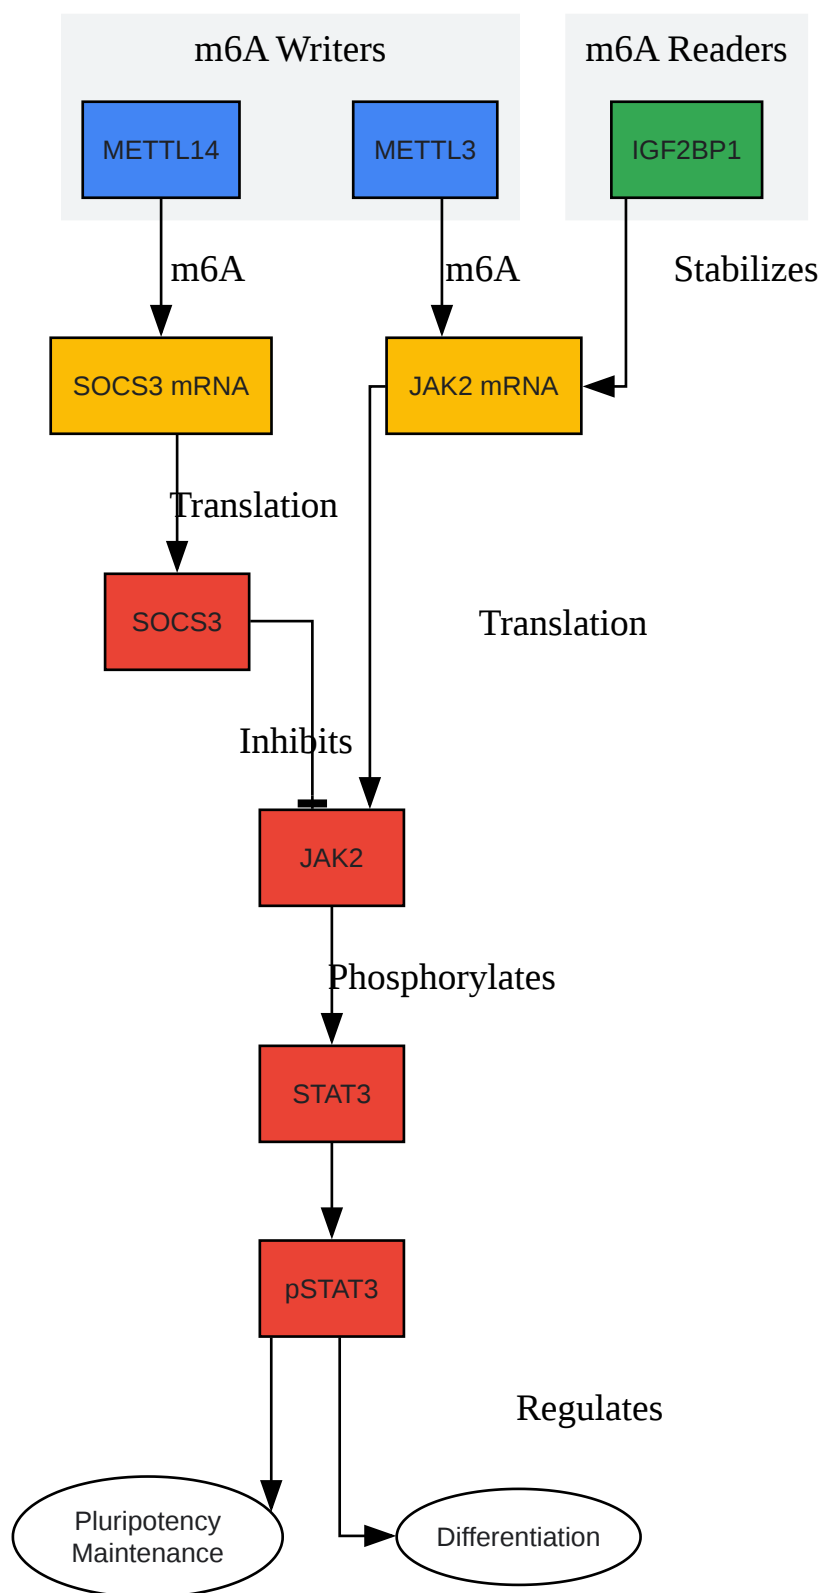 m6A Writers
m6A Readers
METTL14
METTL3
IGF2BP1
m6A
m6A
Stabilizes
SOCS3 mRNA
JAK2 mRNA
Translation
SOCS3
Translation
Inhibits
JAK2
Phosphorylates
STAT3
pSTAT3
Regulates
Pluripotency
Maintenance
Differentiation